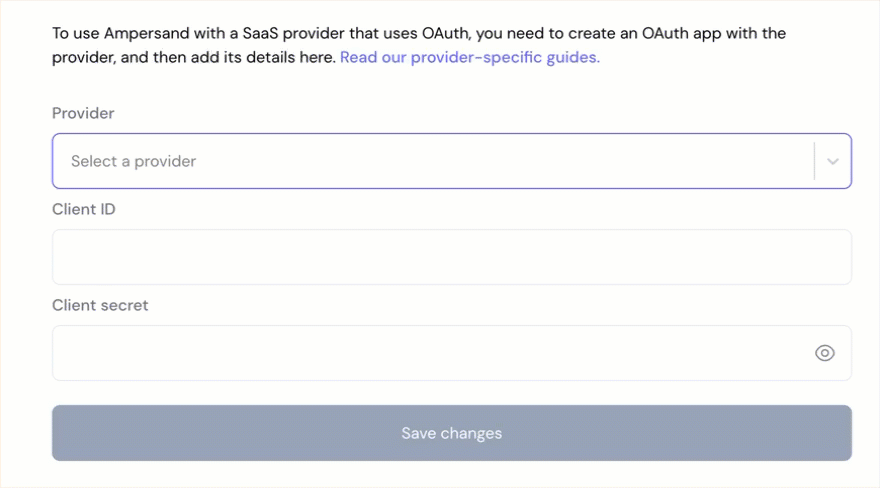 To use Ampersand with a SaaS provider that uses OAuth, you need to create an OAuth app with the
provider, and then add its details here. Read our provider-specific guides.
Provider
Select a provider
Client ID
Client secret
Save changes